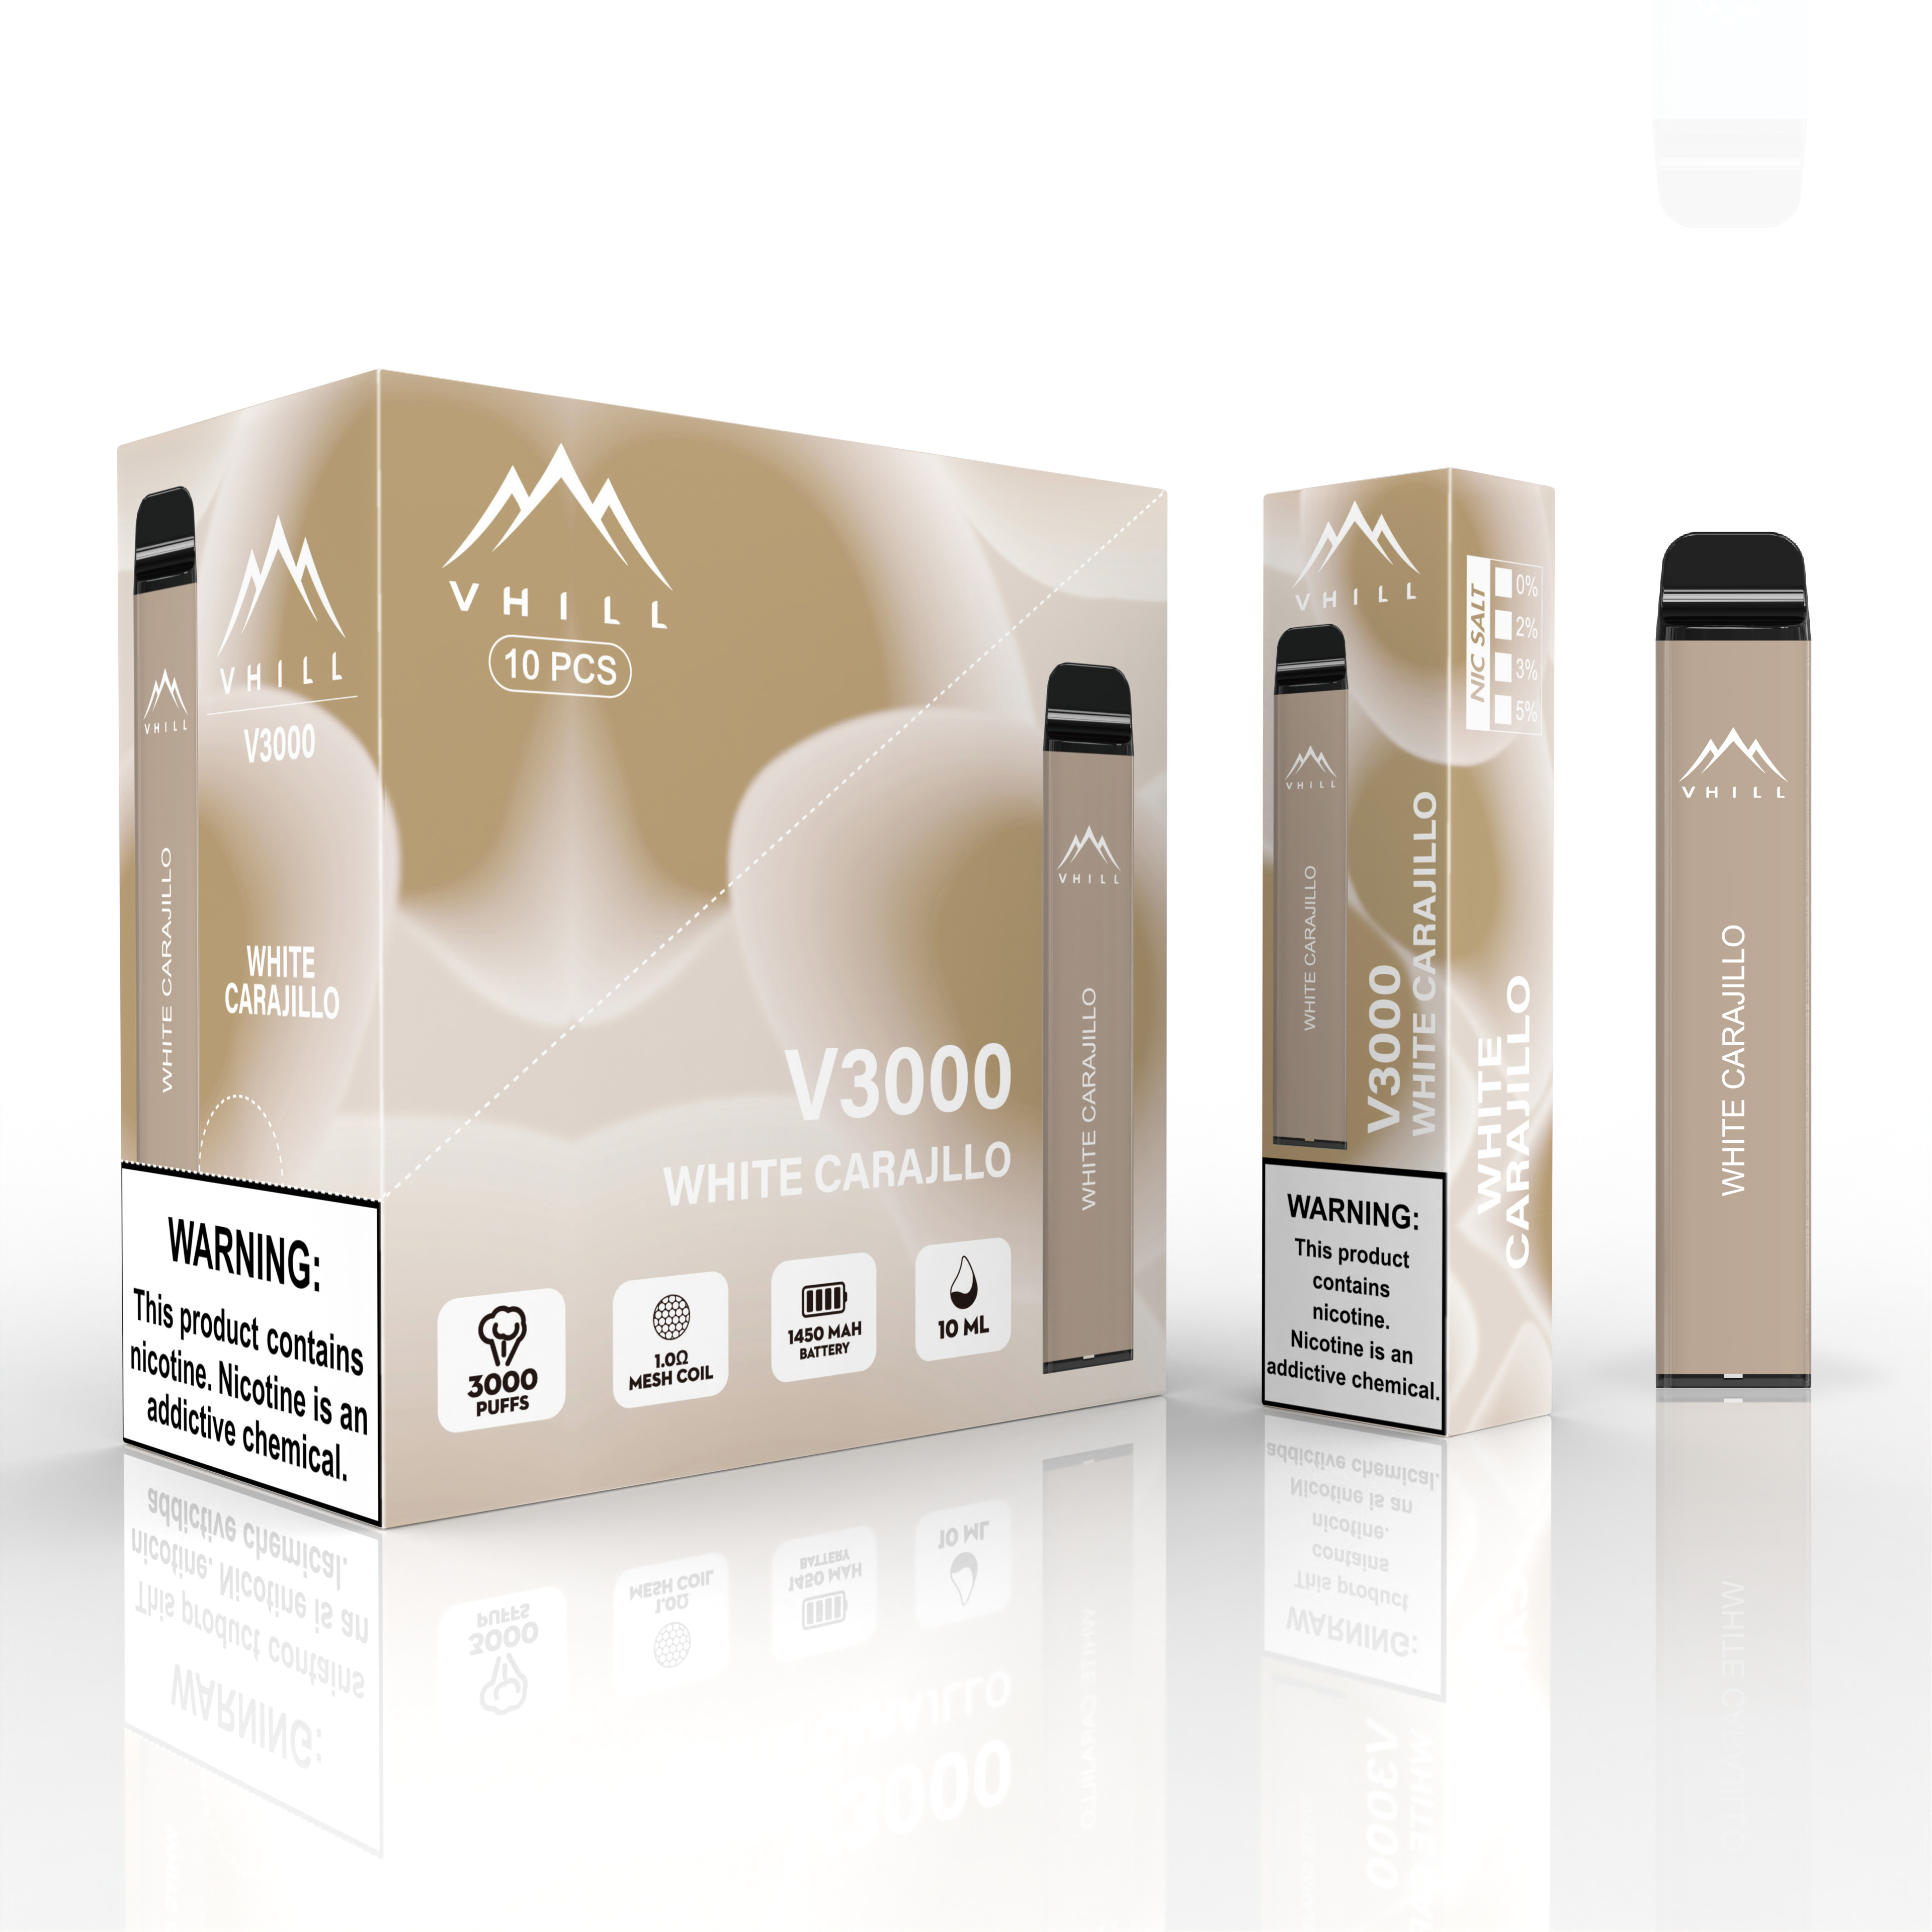 VHILL
V3000
WHITE
CARAJILLO
VHILL
WHITE CARAJILLO
WARNING:
This product contains
nicotine. Nicotine is an
addictive chemical.
VHILL
10 PCS
V3000
WHITE CARAJLLO
3000
PUFFS
1.0Ω
MESH COIL
1450 MAH
BATTERY
10 ML
VHILL
WHITE CARAJILLO
VHILL
VHILL
WHITE CARAJILLO
V3000
WHITE CARAJILLO
WARNING:
This product
contains
nicotine.
Nicotine is an
addictive chemical.
NIC SALT
0%
2%
3%
5%
WHITE
CARAJILLO
VHILL
WHITE CARAJILLO